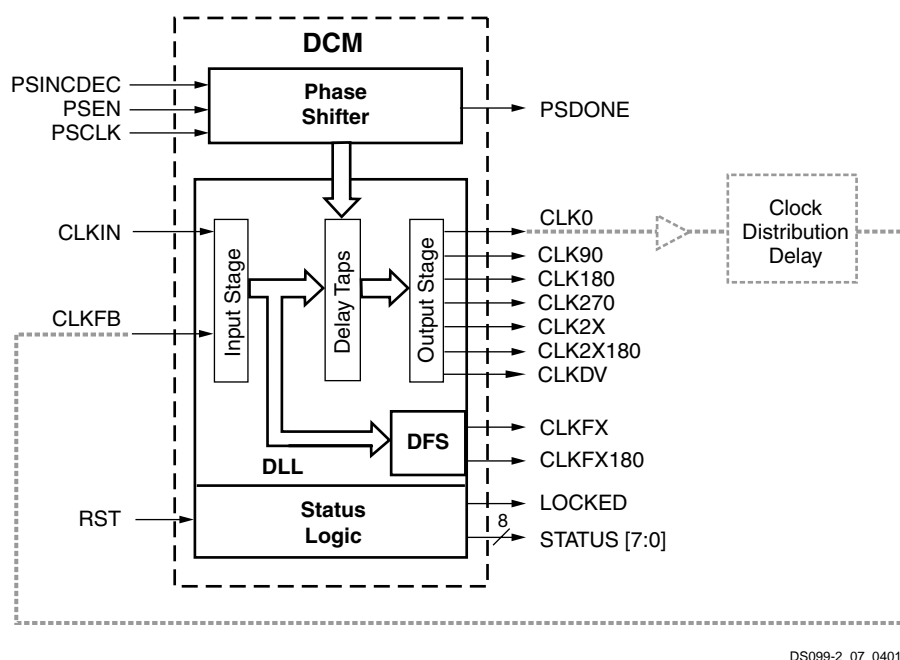 DCM
PSINCDEC
PSEN
PSCLK
Phase
Shifter
PSDONE
CLKIN
CLKFB
Input Stage
Delay Taps
Output Stage
CLK0
CLK90
CLK180
CLK270
CLK2X
CLK2X180
CLKDV
Clock
Distribution
Delay
DFS
CLKFX
CLKFX180
DLL
RST
Status
Logic
LOCKED
8
STATUS [7:0]
DS099-2_07_0401